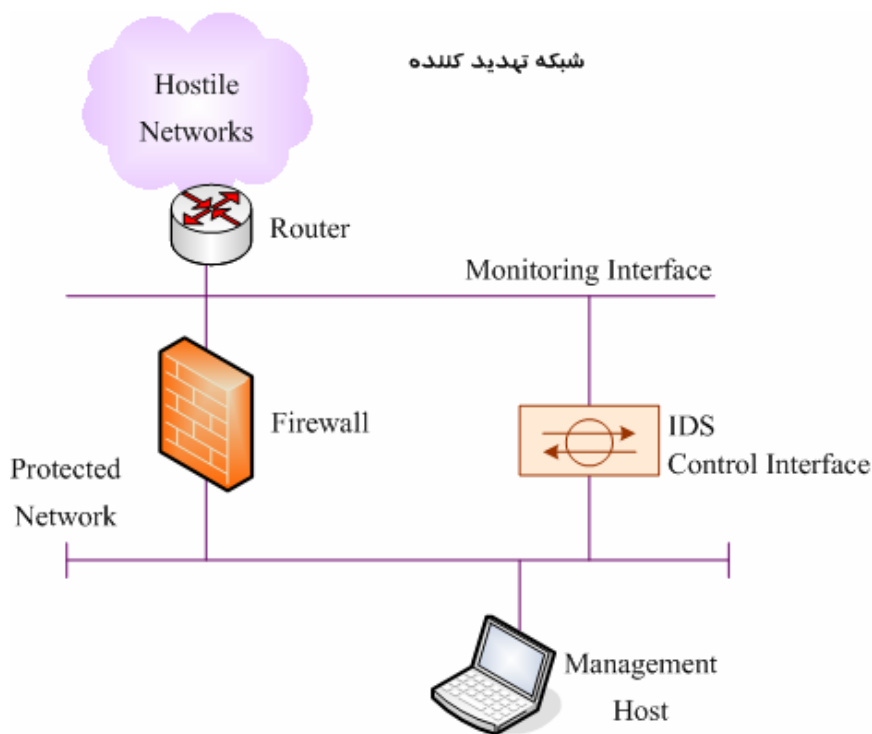 شبکه تهدید کننده
Hostile
Networks
Router
Monitoring Interface
Firewall
IDS
Control Interface
Protected
Network
Management
Host